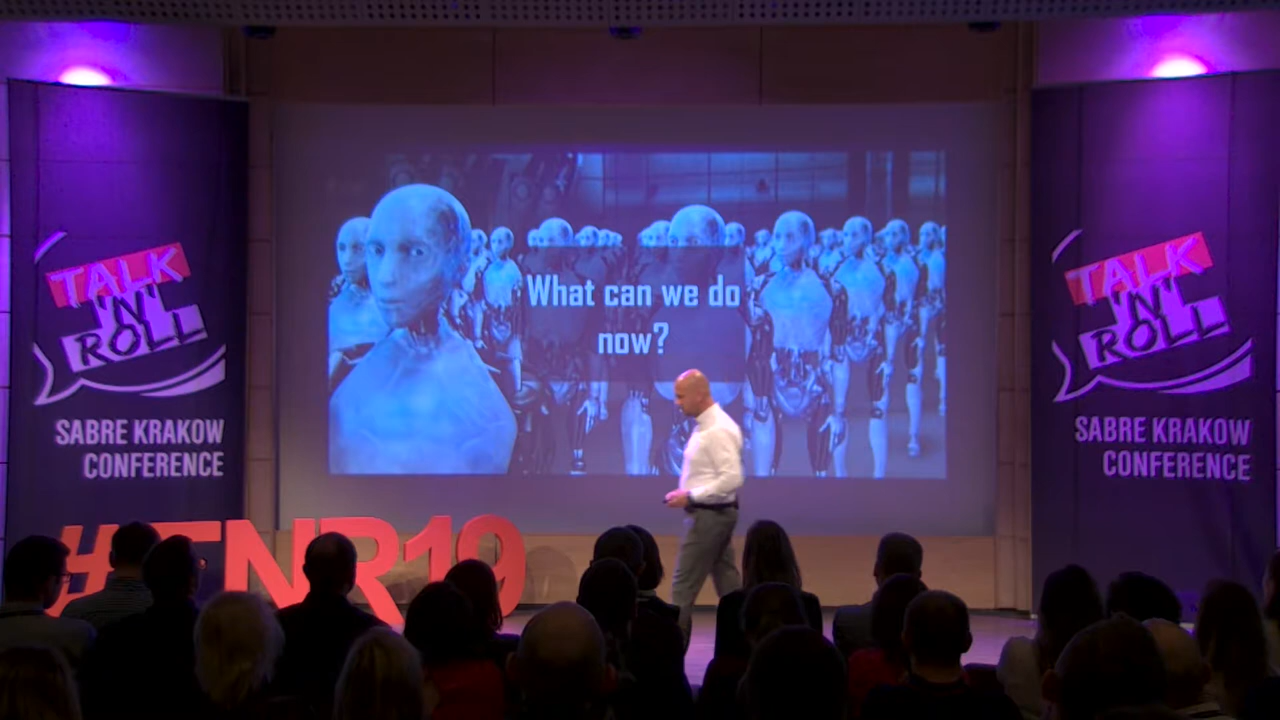 TALK
'N'
ROLL
SABRE KRAKOW
CONFERENCE
What can we do
now?
#TNR19
TALK
'N'
ROLL
SABRE KRAKOW
CONFERENCE